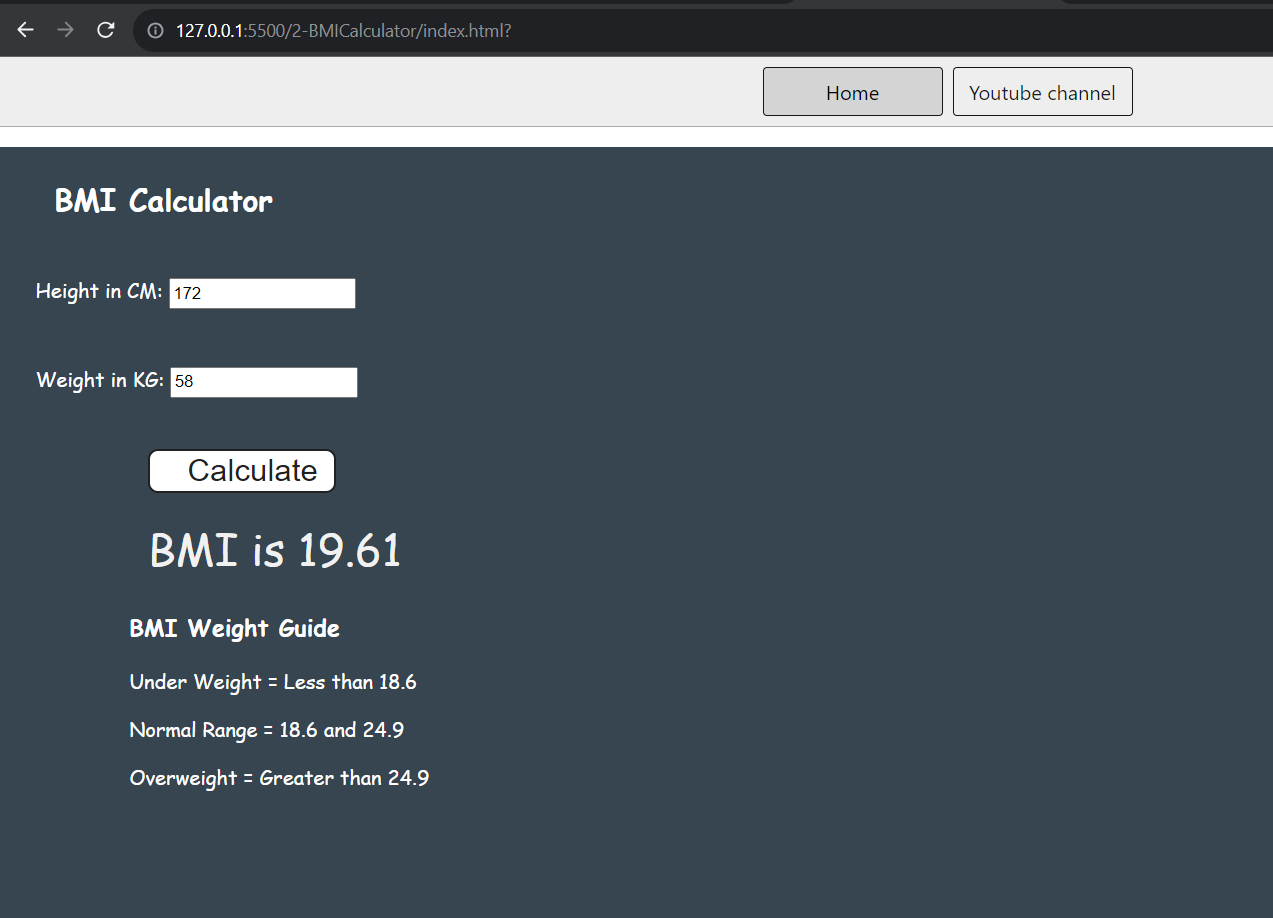 127.0.0.1:5500/2-BMICalculator/index.html?
Home Youtube channel
BMI Calculator
Height in CM: 172
Weight in KG: 58
Calculate
BMI is 19.61
BMI Weight Guide
Under Weight = Less than 18.6
Normal Range = 18.6 and 24.9
Overweight = Greater than 24.9